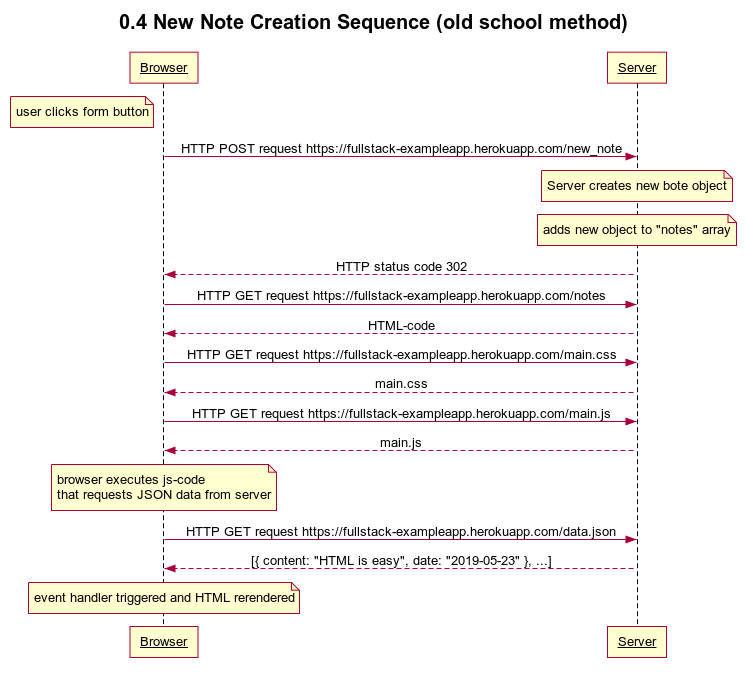 0.4 New Note Creation Sequence (old school method)
Browser
Server
user clicks form button
HTTP POST request https://fullstack-exampleapp.herokuapp.com/new_note
Server creates new bote object
adds new object to "notes" array
HTTP status code 302
HTTP GET request https://fullstack-exampleapp.herokuapp.com/notes
HTML-code
HTTP GET request https://fullstack-exampleapp.herokuapp.com/main.css
main.css
HTTP GET request https://fullstack-exampleapp.herokuapp.com/main.js
main.js
browser executes js-code
that requests JSON data from server
HTTP GET request https://fullstack-exampleapp.herokuapp.com/data.json
[{ content: "HTML is easy", date: "2019-05-23" }, ...]
event handler triggered and HTML rerendered
Browser
Server